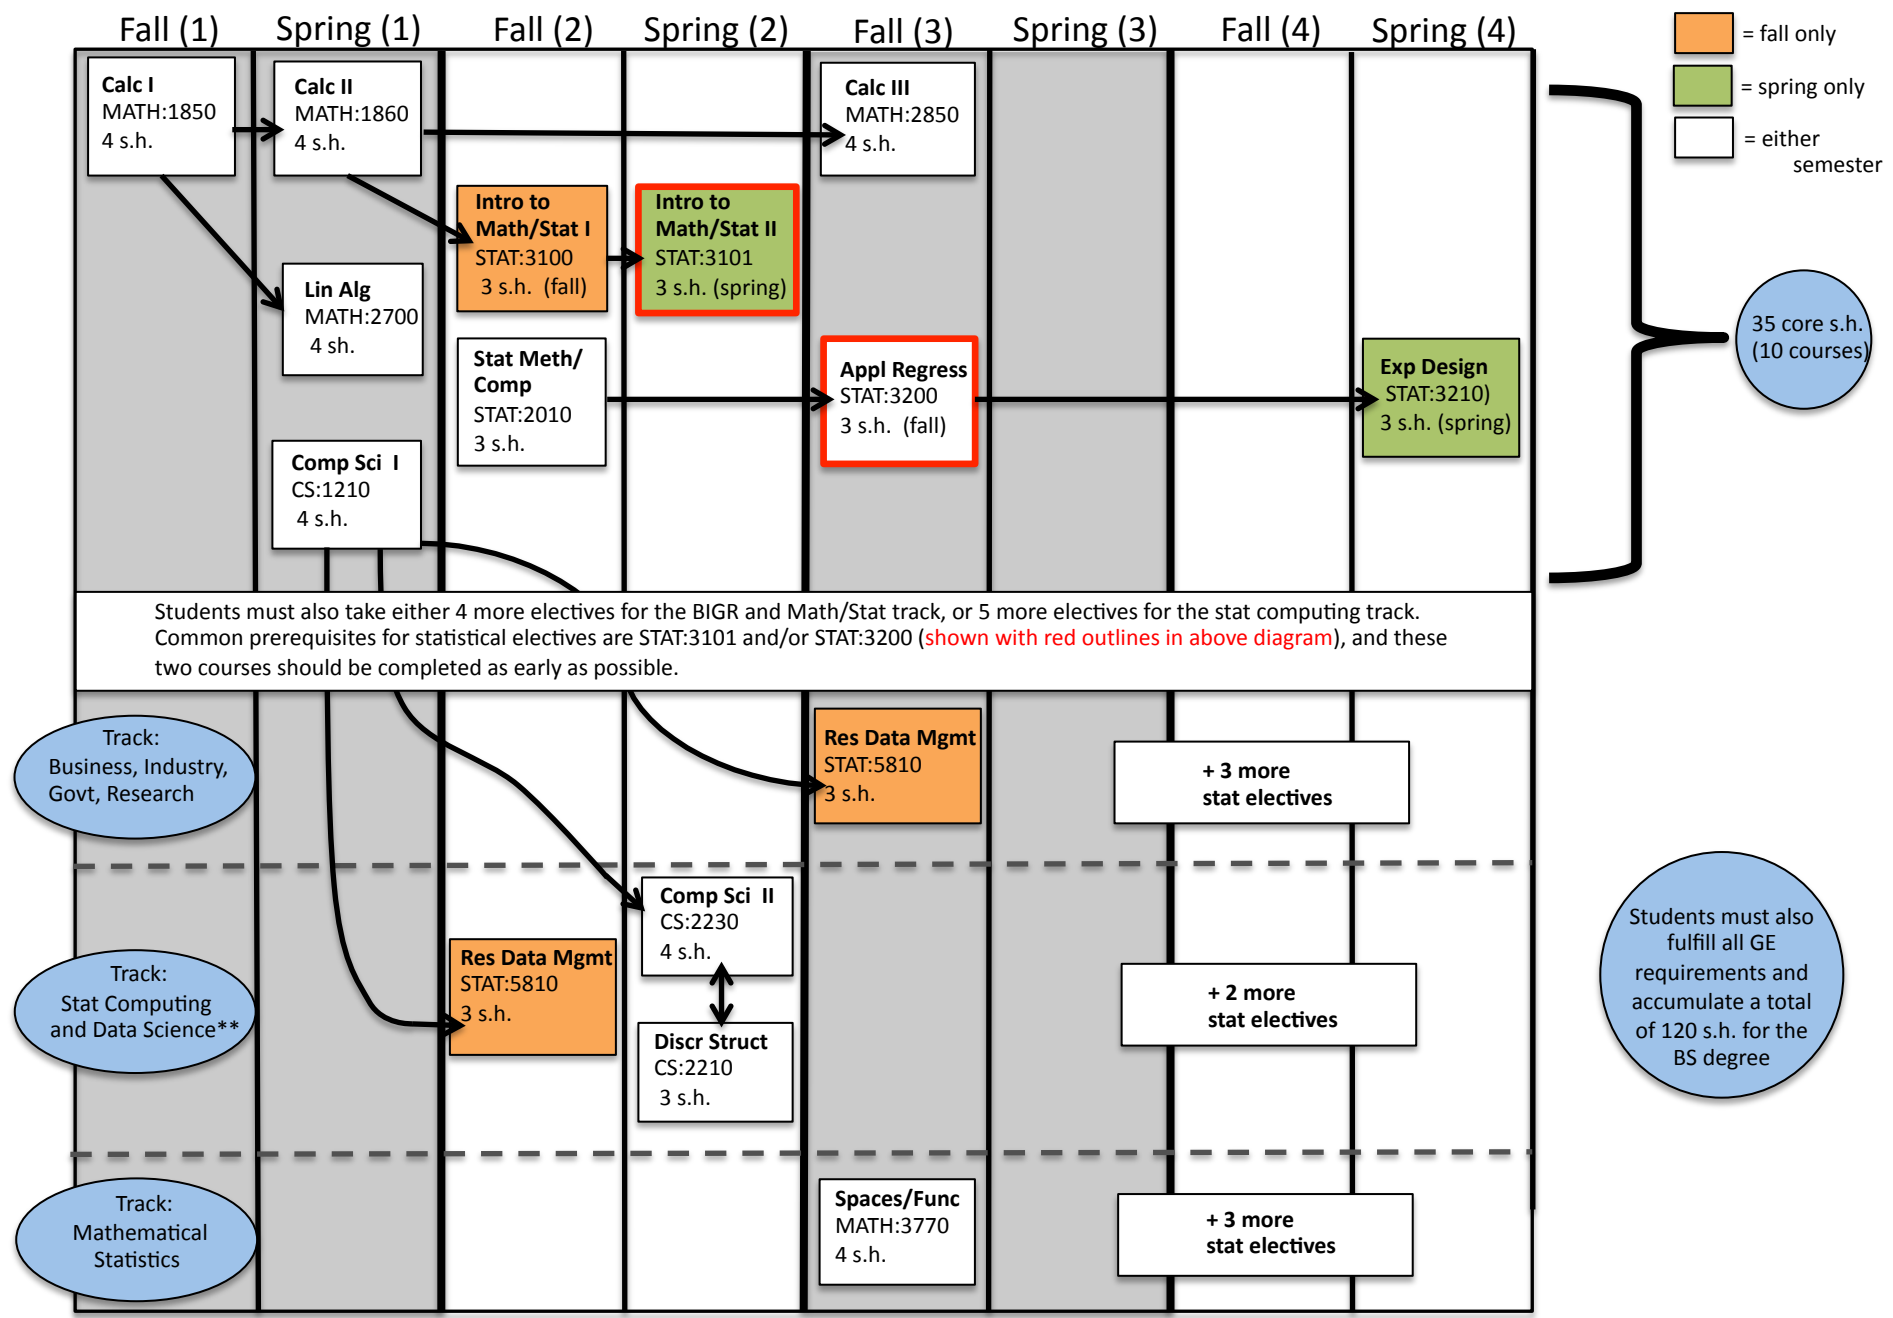 Fall (1) Spring (1) Fall (2) Spring (2) Fall (3) Spring (3) Fall (4) Spring (4)
= fall only
= spring only
= either
semester
Calc I
MATH:1850
4 s.h.
Calc II
MATH:1860
4 s.h.
Calc III
MATH:2850
4 s.h.
Intro to
Math/Stat I
STAT:3100
3 s.h. (fall)
Intro to
Math/Stat II
STAT:3101
3 s.h. (spring)
Lin Alg
MATH:2700
4 sh.
Stat Meth/
Comp
STAT:2010
3 s.h.
Appl Regress
STAT:3200
3 s.h. (fall)
Exp Design
STAT:3210)
3 s.h. (spring)
35 core s.h.
(10 courses)
Comp Sci I
CS:1210
4 s.h.
Students must also take either 4 more electives for the BIGR and Math/Stat track, or 5 more electives for the stat computing track.
Common prerequisites for statistical electives are STAT:3101 and/or STAT:3200 (shown with red outlines in above diagram), and these
two courses should be completed as early as possible.
Track:
Business, Industry,
Govt, Research
Res Data Mgmt
STAT:5810
3 s.h.
+ 3 more
stat electives
Track:
Stat Computing
and Data Science**
Res Data Mgmt
STAT:5810
3 s.h.
Comp Sci II
CS:2230
4 s.h.
Discr Struct
CS:2210
3 s.h.
+ 2 more
stat electives
Students must also
fulfill all GE
requirements and
accumulate a total
of 120 s.h. for the
BS degree
Track:
Mathematical
Statistics
Spaces/Func
MATH:3770
4 s.h.
+ 3 more
stat electives